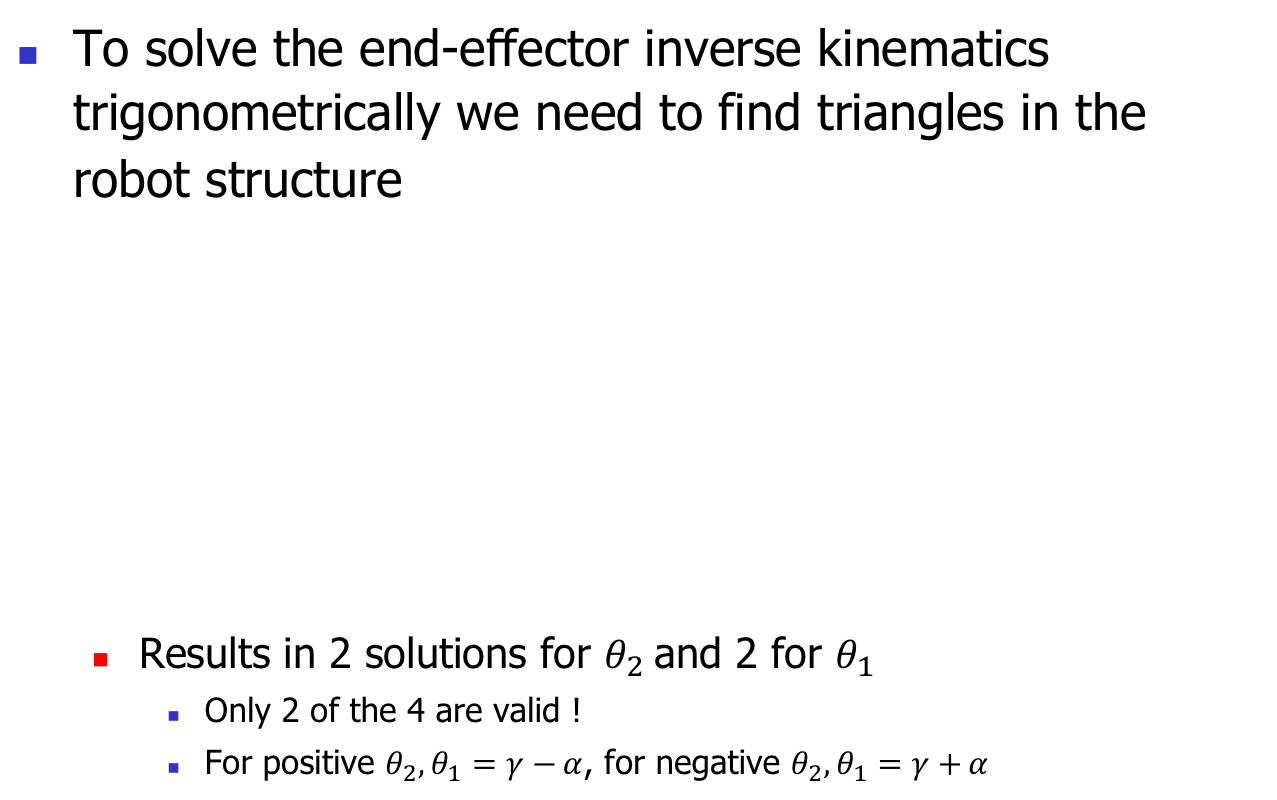 To solve the end-effector inverse kinematics
trigonometrically we need to find triangles in the
robot structure
Results in 2 solutions for θ₂ and 2 for θ₁
Only 2 of the 4 are valid !
For positive θ₂, θ₁ = γ − α, for negative θ₂, θ₁ = γ + α